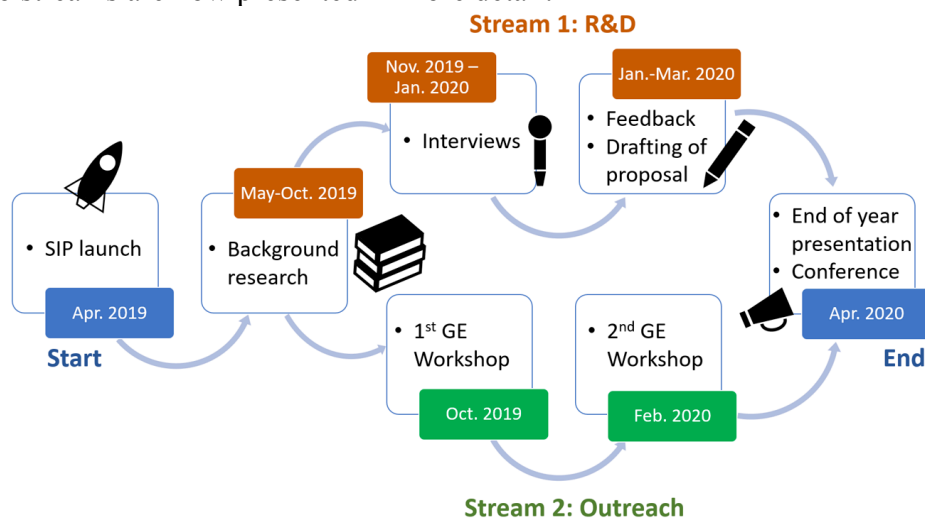 Stream 1: R&D
Nov. 2019 –
Jan. 2020
• Interviews
Jan.-Mar. 2020
• Feedback
• Drafting of
proposal
• SIP launch
Apr. 2019
Start
May-Oct. 2019
• Background
research
• End of year
presentation
• Conference
Apr. 2020
End
• 1st GE
Workshop
Oct. 2019
• 2nd GE
Workshop
Feb. 2020
Stream 2: Outreach